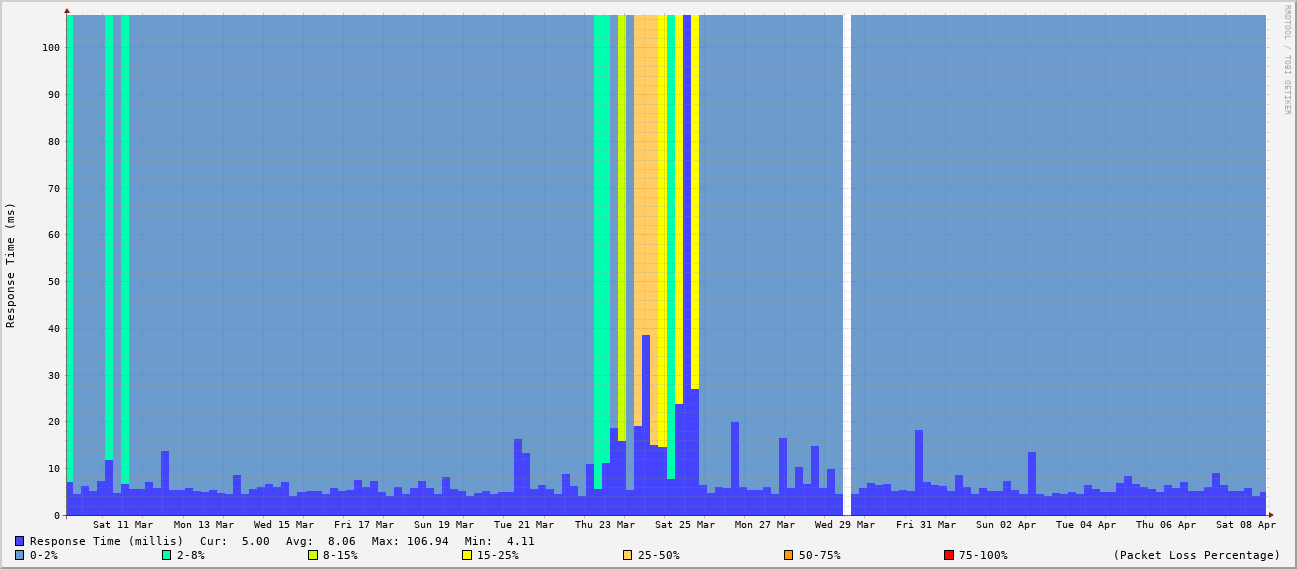 RRDTOOL / TOBI OETIKER
Response Time (ms)
100
90
80
70
60
50
40
30
20
10
0
Sat 11 Mar Mon 13 Mar Wed 15 Mar Fri 17 Mar Sun 19 Mar Tue 21 Mar Thu 23 Mar Sat 25 Mar Mon 27 Mar Wed 29 Mar Fri 31 Mar Sun 02 Apr Tue 04 Apr Thu 06 Apr Sat 08 Apr
Response Time (millis) Cur: 5.00 Avg: 8.06 Max: 106.94 Min: 4.11
0-2% 2-8% 8-15% 15-25% 25-50% 50-75% 75-100% (Packet Loss Percentage)